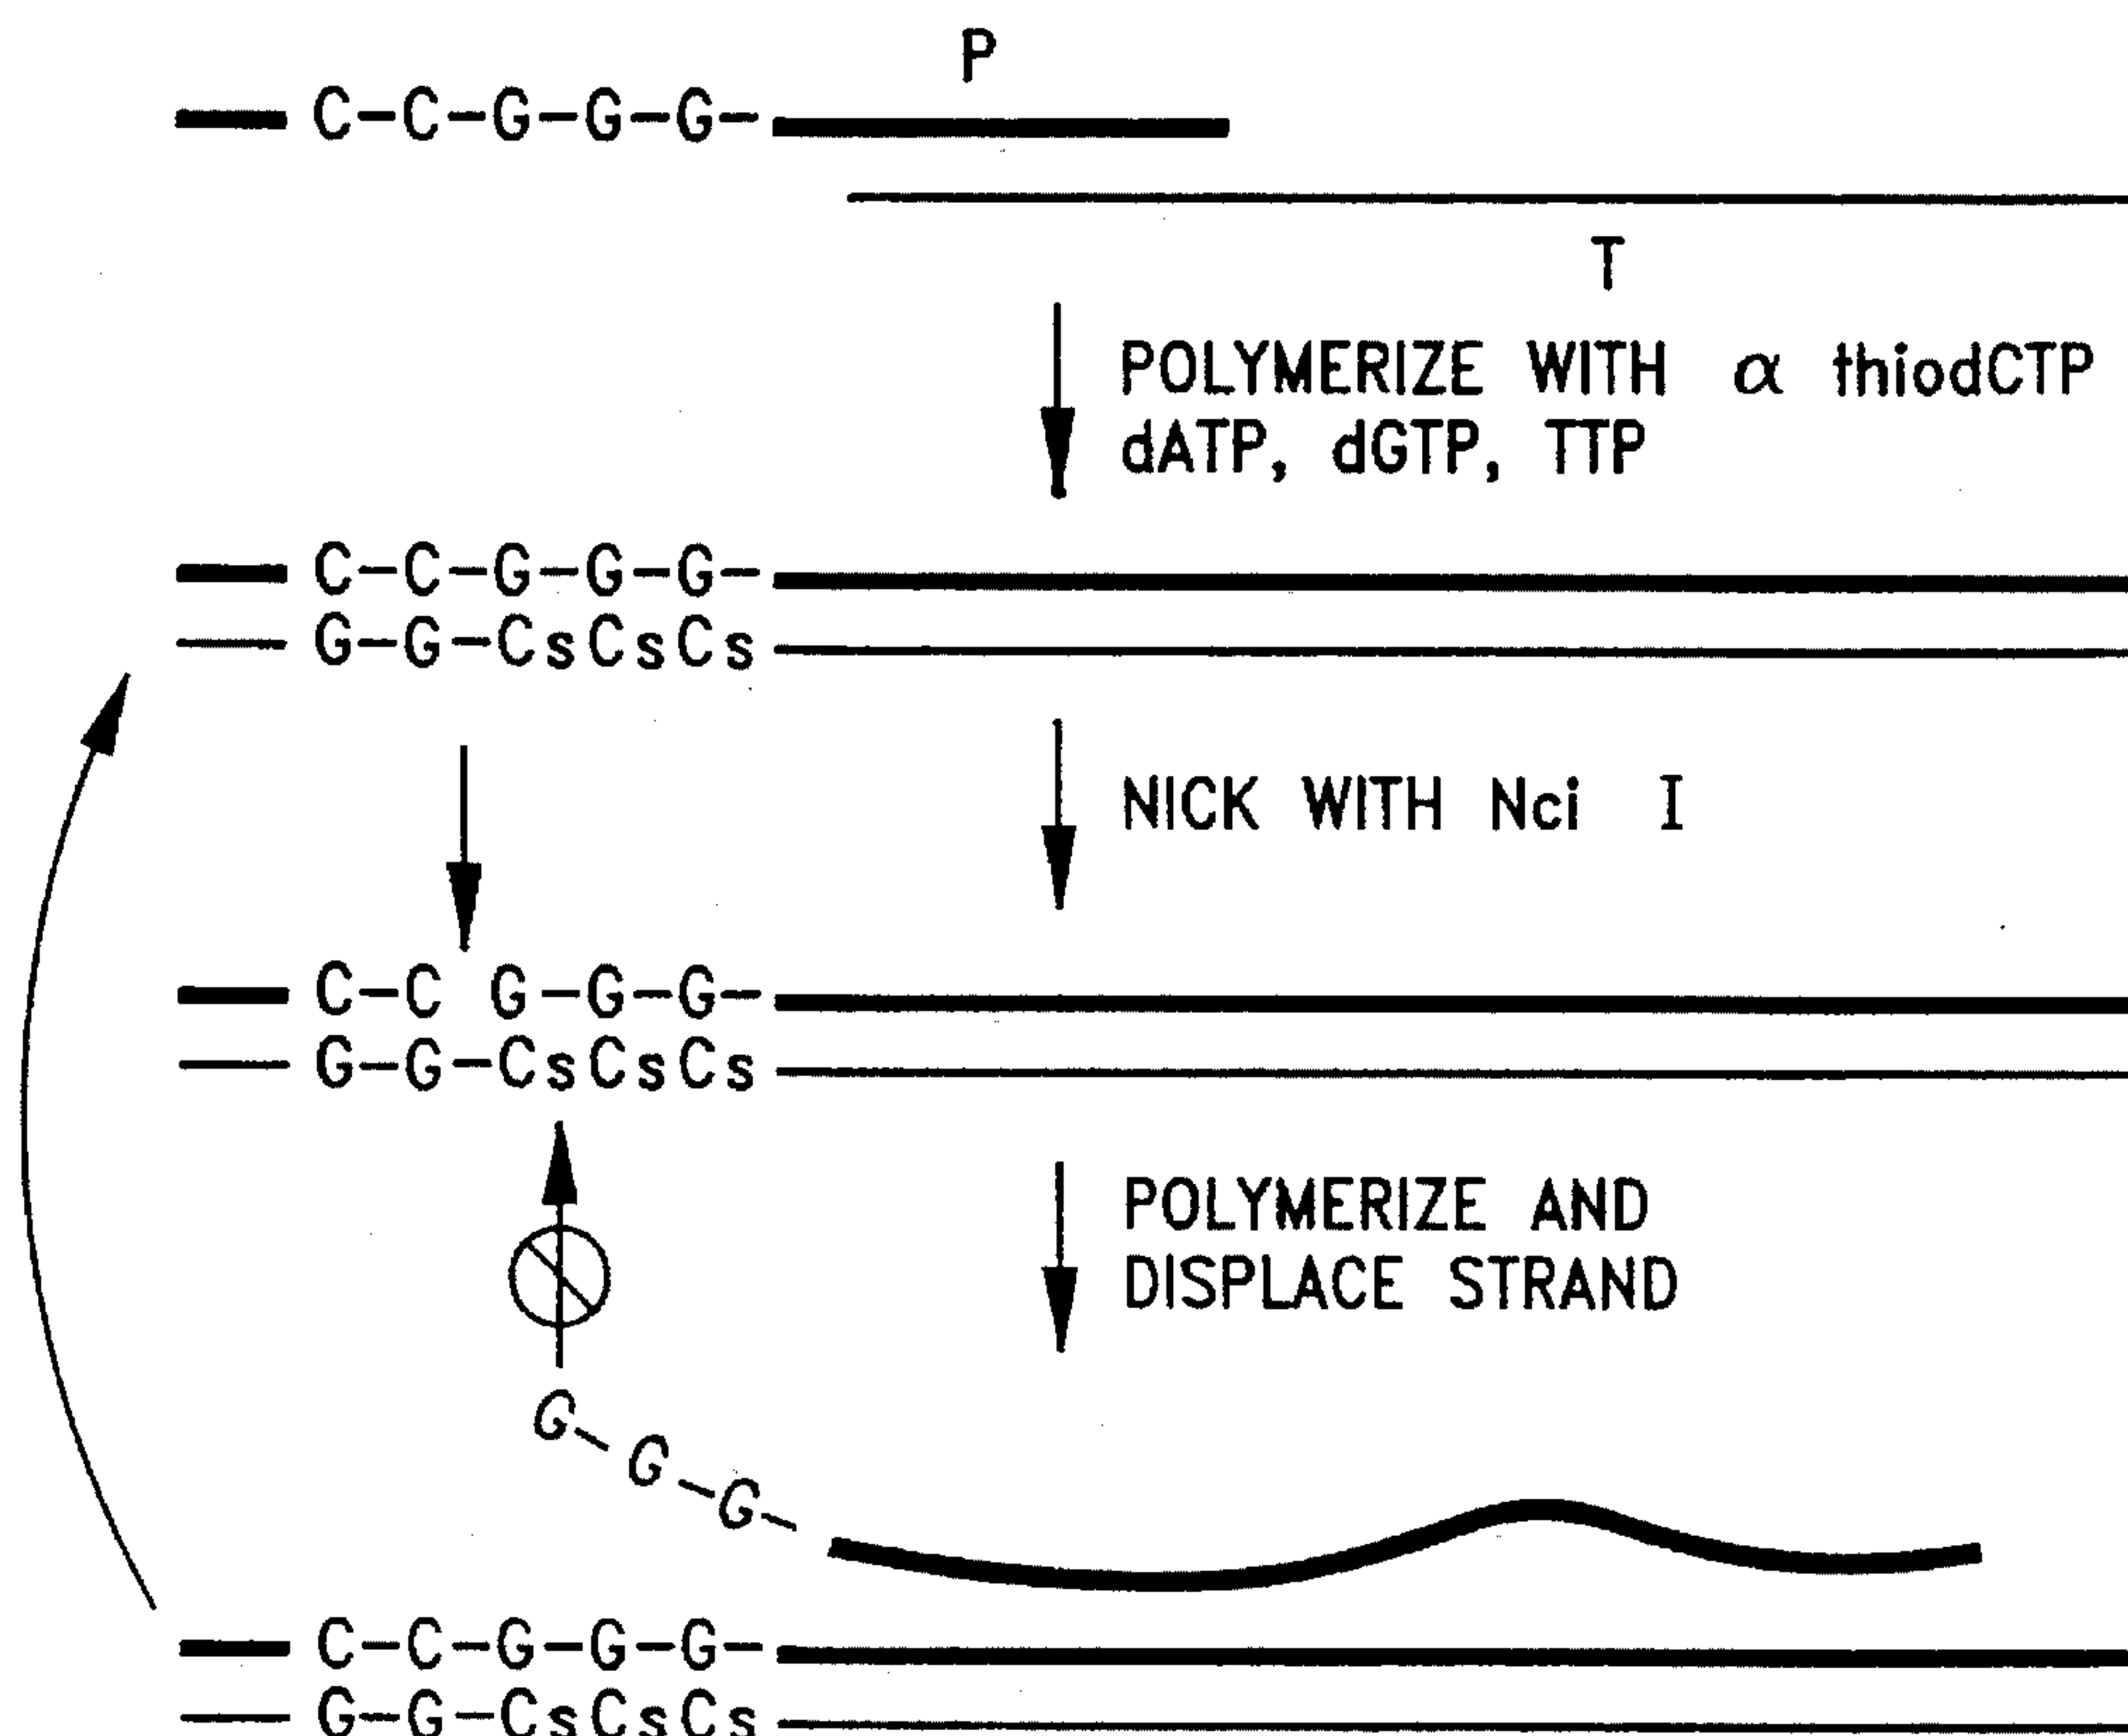 P
C-C-G-G-G-
T
POLYMERIZE WITH α thiodCTP
dATP, dGTP, TTP
C-C-G-G-G-
G-G-CsCsCs
NICK WITH Nci I
C-C G-G-G-
G-G-CsCsCs
POLYMERIZE AND
DISPLACE STRAND
G-G-G-
C-C-G-G-G-
G-G-CsCsCs